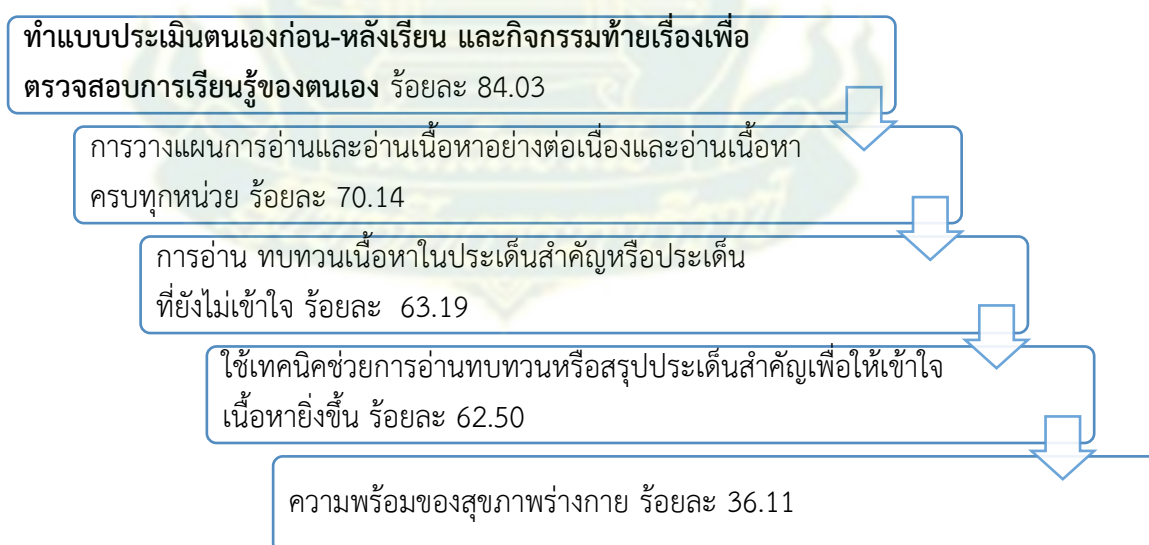 ทำแบบประเมินตนเองก่อน-หลังเรียน และกิจกรรมท้ายเรื่องเพื่อ
ตรวจสอบการเรียนรู้ของตนเอง ร้อยละ 84.03
การวางแผนการอ่านและอ่านเนื้อหาอย่างต่อเนื่องและอ่านเนื้อหา
ครบทุกหน่วย ร้อยละ 70.14
การอ่าน ทบทวนเนื้อหาในประเด็นสำคัญหรือประเด็น
ที่ยังไม่เข้าใจ ร้อยละ 63.19
ใช้เทคนิคช่วยการอ่านทบทวนหรือสรุปประเด็นสำคัญเพื่อให้เข้าใจ
เนื้อหายิ่งขึ้น ร้อยละ 62.50
ความพร้อมของสุขภาพร่างกาย ร้อยละ 36.11